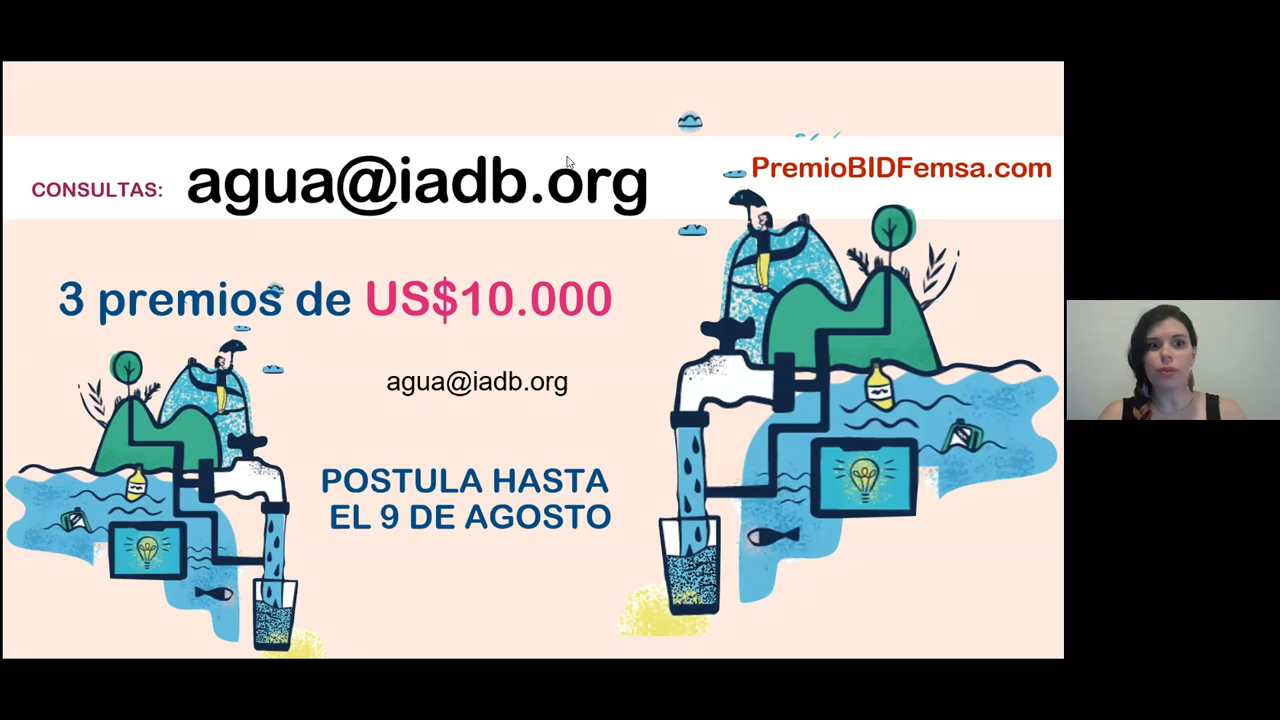 CONSULTAS: agua@iadb.org
PremioBIDFemsa.com
3 premios de US$10.000
agua@iadb.org
POSTULA HASTA
EL 9 DE AGOSTO